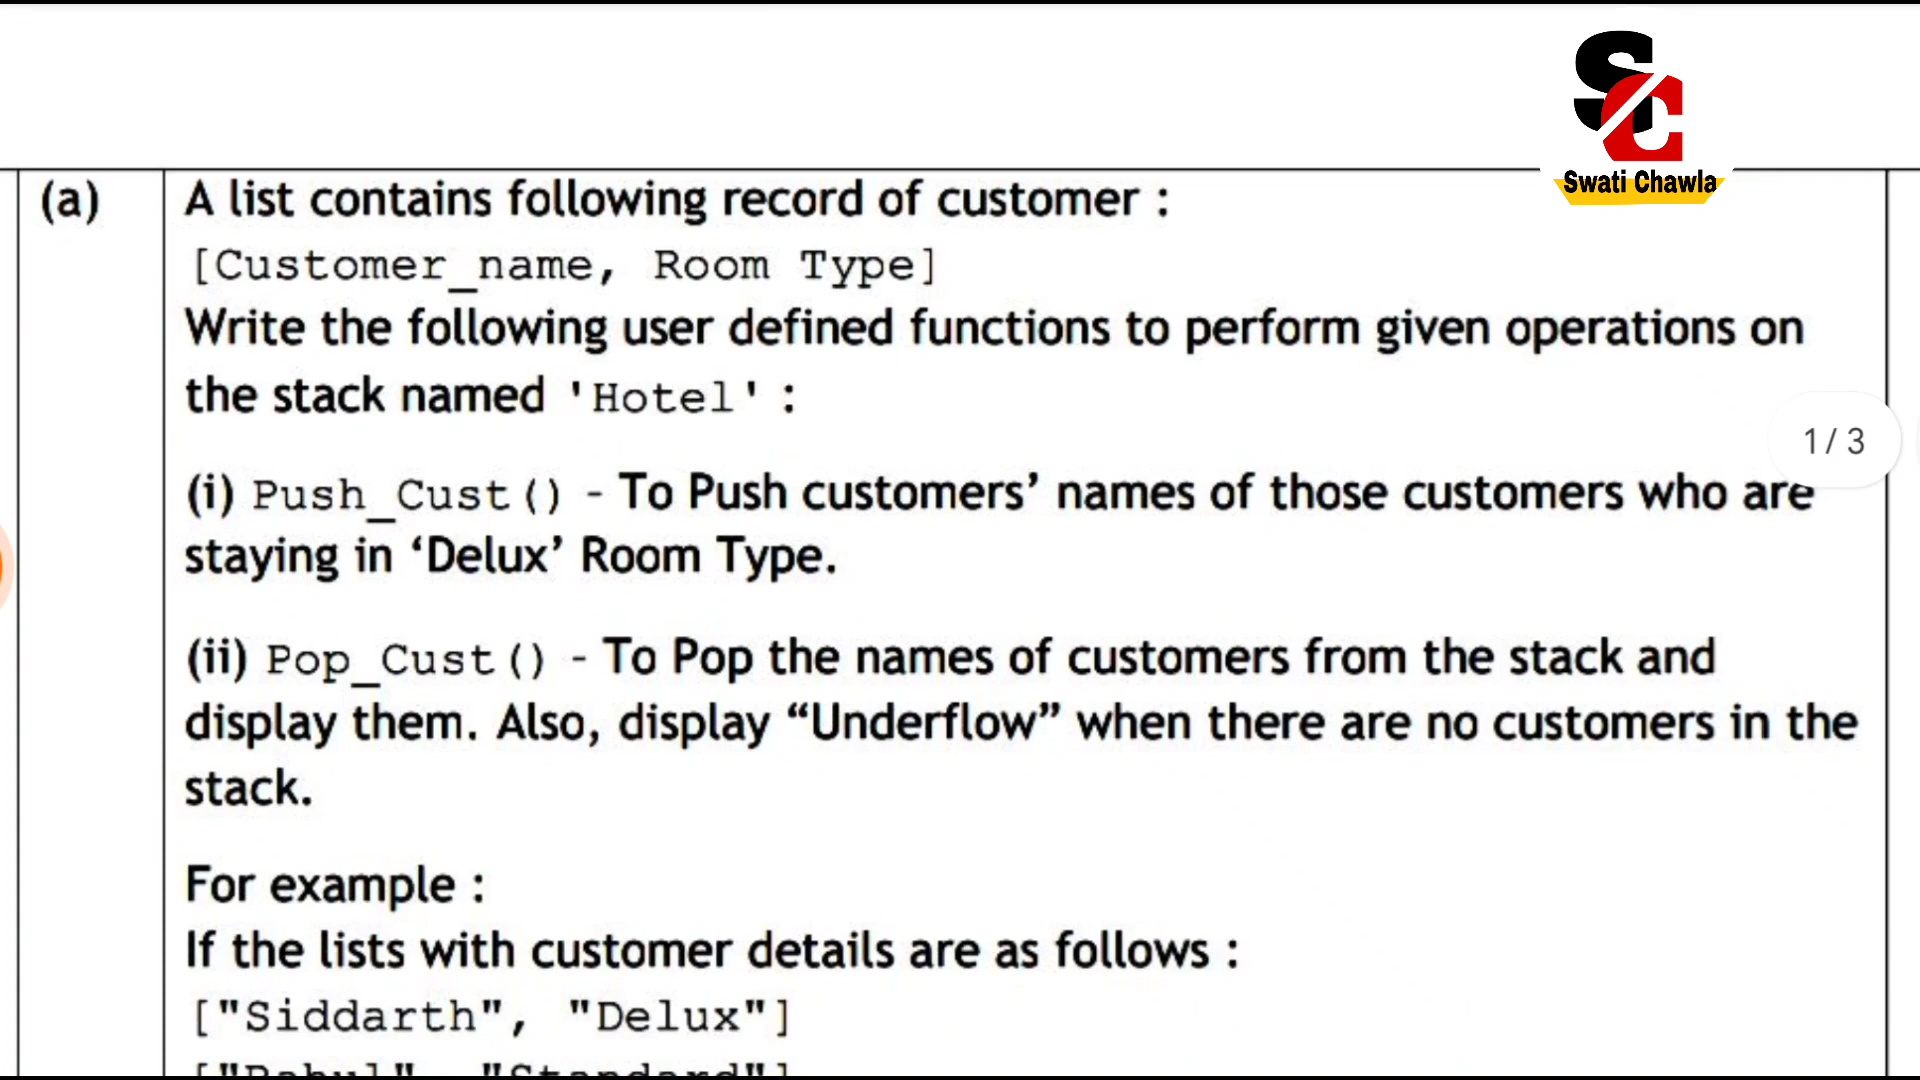 SC
Swati Chawla
(a) A list contains following record of customer :
[Customer_name, Room Type]
Write the following user defined functions to perform given operations on
the stack named 'Hotel' :
1 / 3
(i) Push_Cust() - To Push customers’ names of those customers who are
staying in ‘Delux’ Room Type.
(ii) Pop_Cust() - To Pop the names of customers from the stack and
display them. Also, display “Underflow” when there are no customers in the
stack.
For example :
If the lists with customer details are as follows :
["Siddarth", "Delux"]
["Rahul", "Standard"]